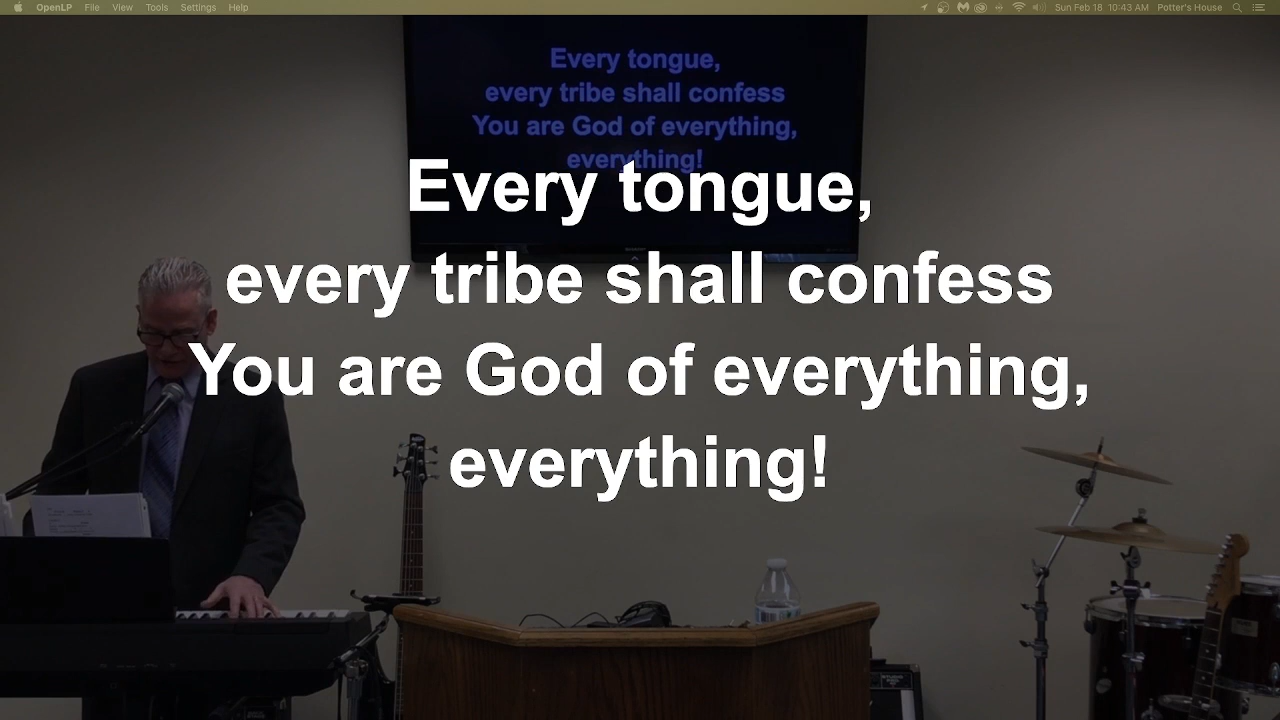 OpenLP File View Tools Settings Help
Sun Feb 18 10:43 AM Potter's House
Every tongue,
every tribe shall confess
You are God of everything,
everything!
Every tongue,
every tribe shall confess
You are God of everything,
everything!